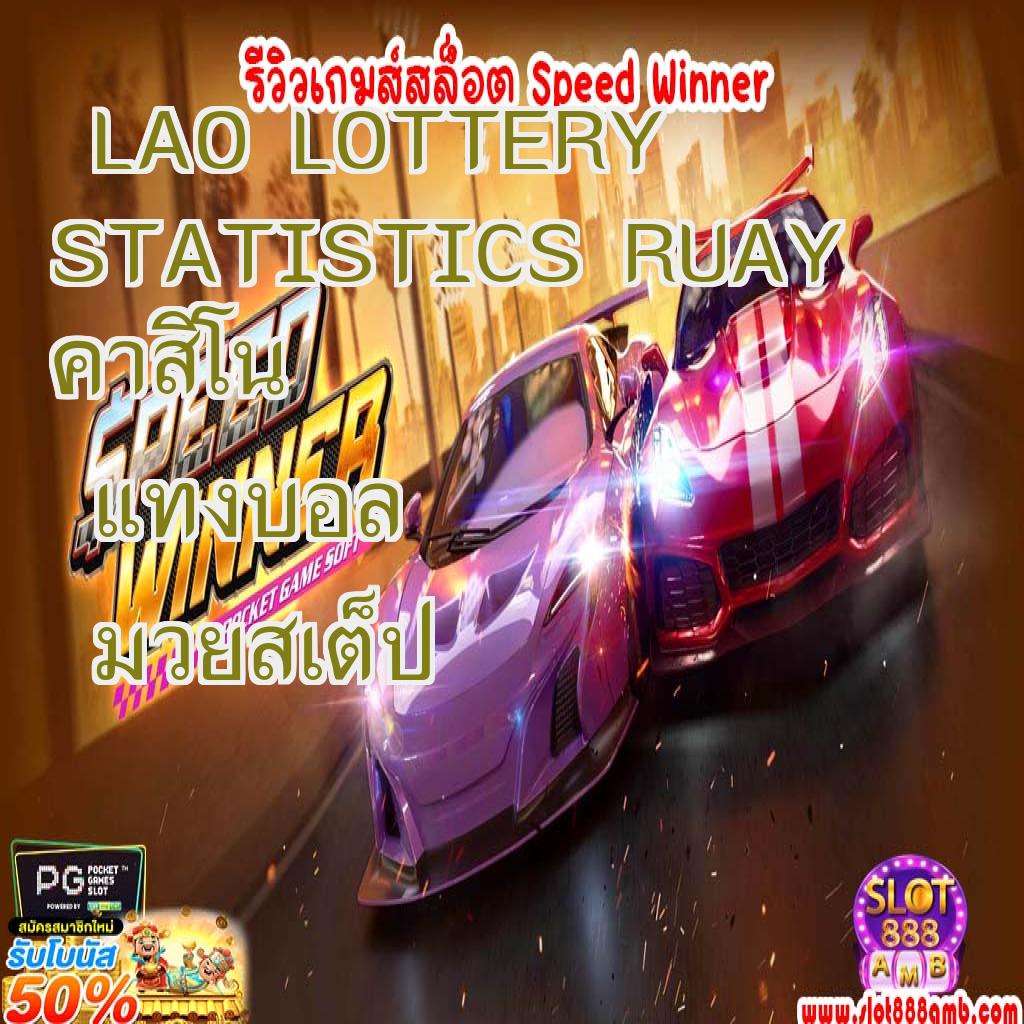 รีวิวเกมส์สล็อต Speed Winner
LAO LOTTERY
STATISTICS RUAY
คาสิโน
แทงบอล
มวยสเต็ป
SPEED
WINNER
POCKET GAME SOFT
PG POCKET GAMES SLOT
POWERED BY
สมัครสมาชิกใหม่
รับโบนัส
50%
SLOT
888
AMB
www.slot888amb.com